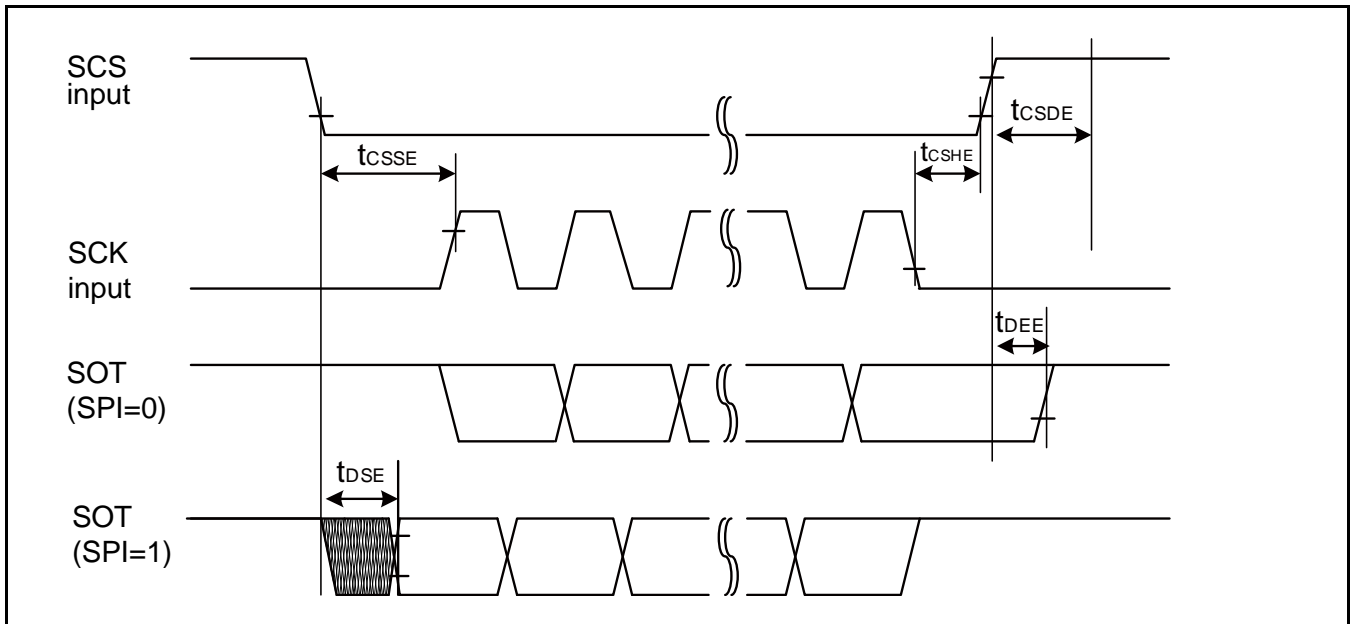 SCS
input
tCSDE
tCSSE
tCSHE
SCK
input
tDEE
SOT
(SPI=0)
tDSE
SOT
(SPI=1)